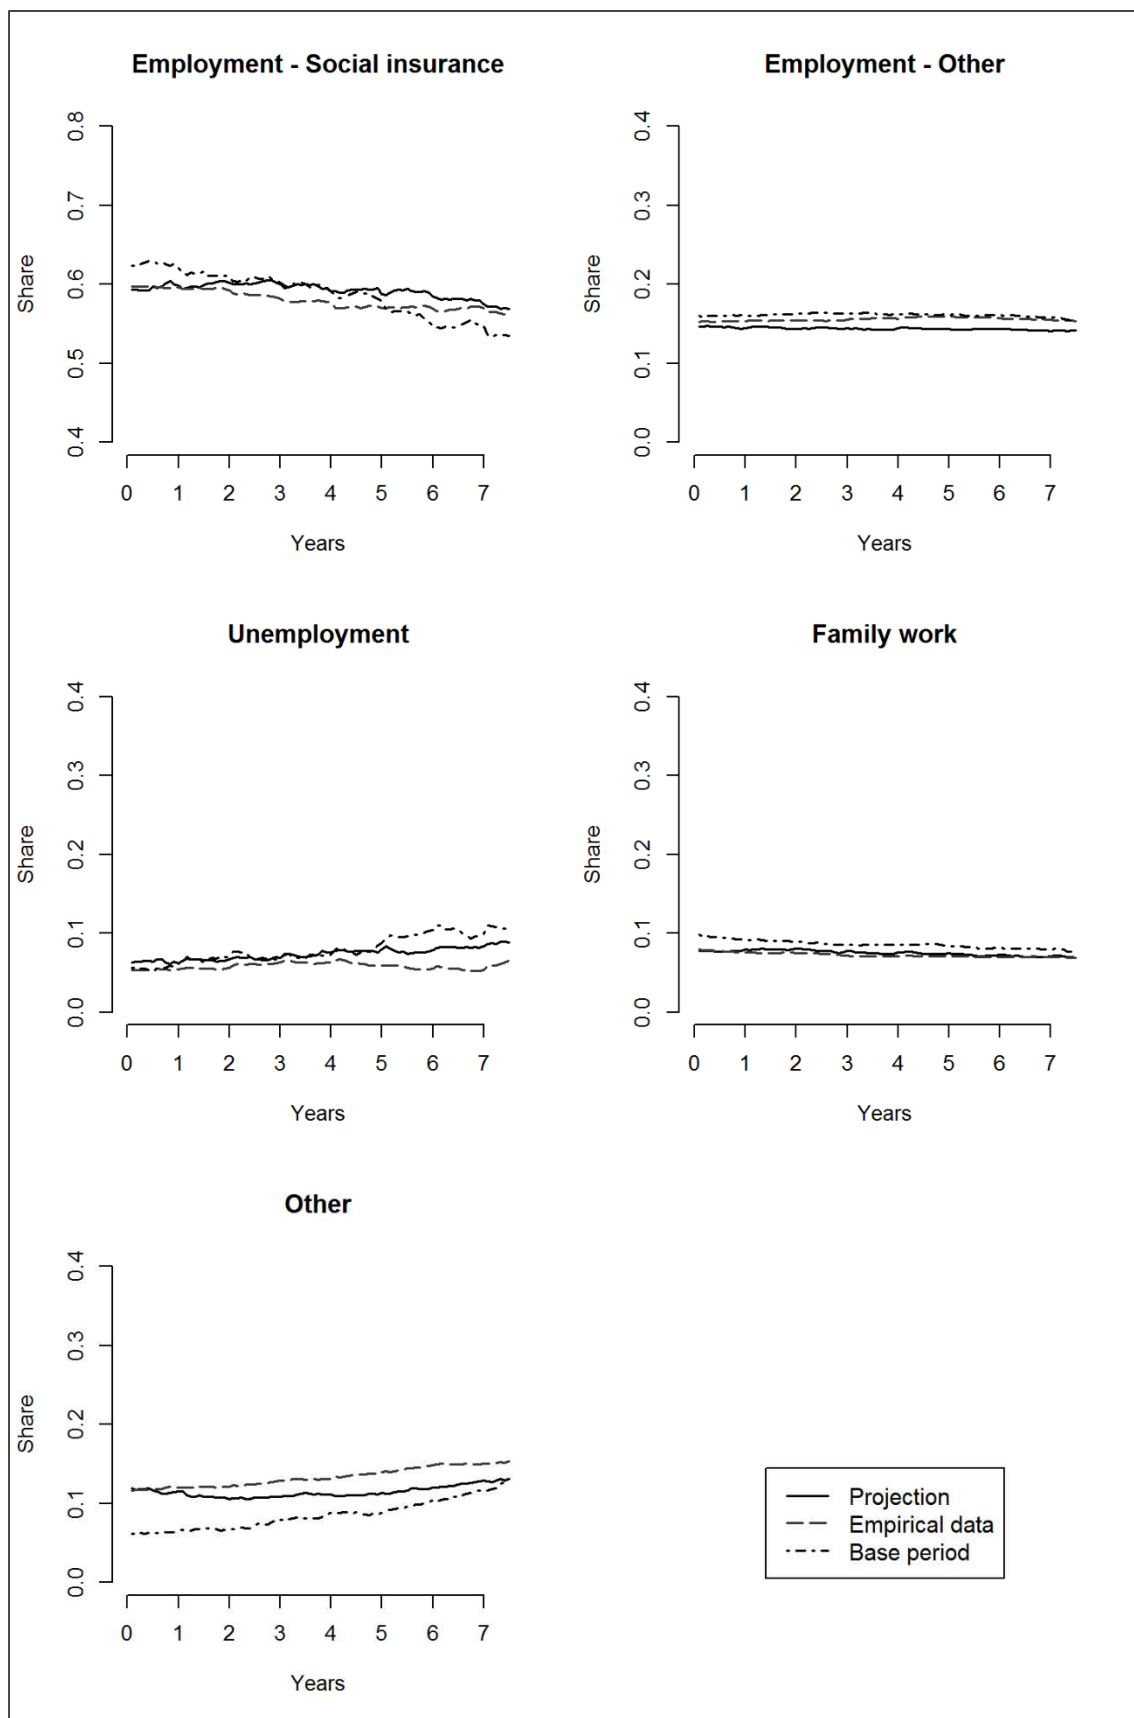 Employment - Social insurance
Share
0.8
0.7
0.6
0.5
0.4
0 1 2 3 4 5 6 7
Years
Employment - Other
Share
0.4
0.3
0.2
0.1
0.0
0 1 2 3 4 5 6 7
Years
Unemployment
Share
0.4
0.3
0.2
0.1
0.0
0 1 2 3 4 5 6 7
Years
Family work
Share
0.4
0.3
0.2
0.1
0.0
0 1 2 3 4 5 6 7
Years
Other
Share
0.4
0.3
0.2
0.1
0.0
0 1 2 3 4 5 6 7
Years
Projection
Empirical data
Base period